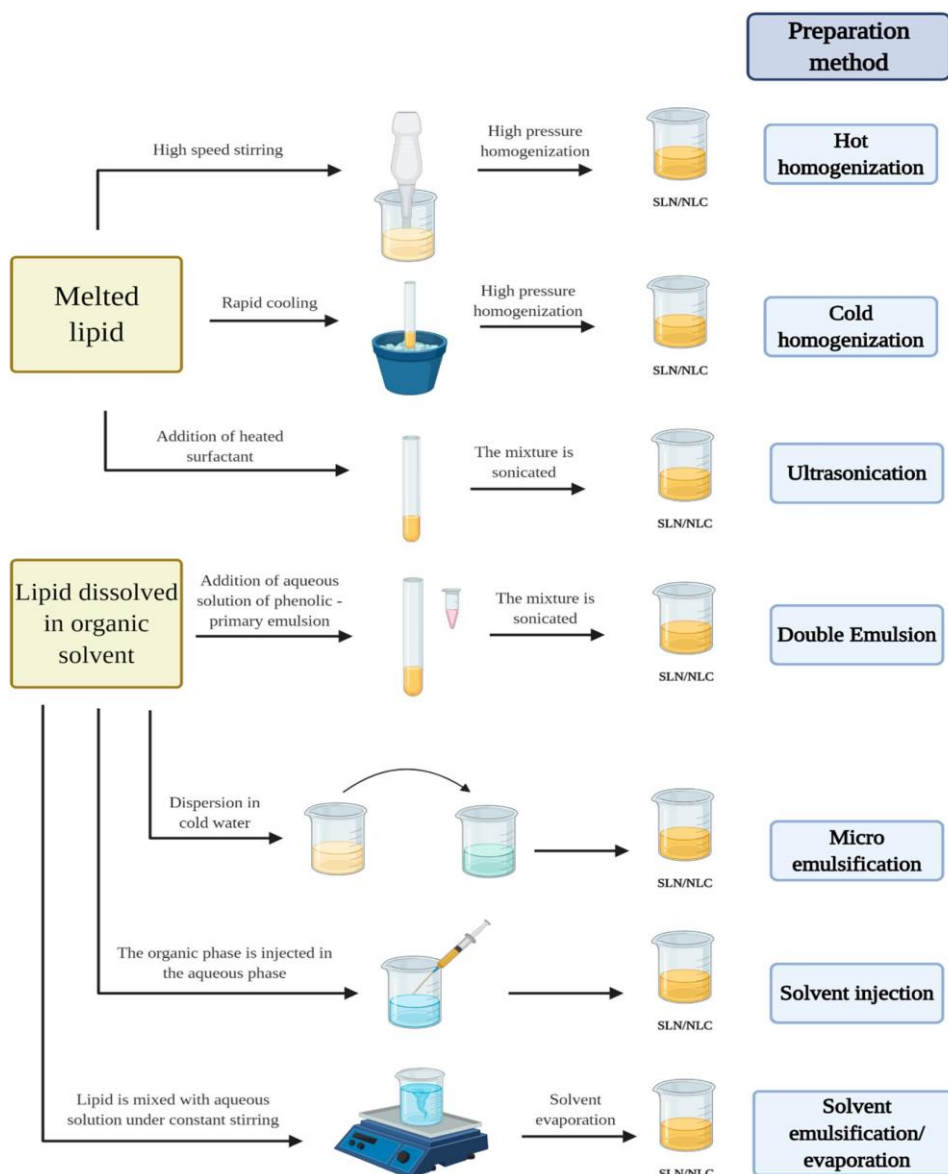 Preparation
method
High speed stirring
High pressure
homogenization
SLN/NLC
Hot
homogenization
Melted
lipid
Rapid cooling
High pressure
homogenization
SLN/NLC
Cold
homogenization
Addition of heated
surfactant
The mixture is
sonicated
SLN/NLC
Ultrasonication
Lipid dissolved
in organic
solvent
Addition of aqueous
solution of phenolic -
primary emulsion
The mixture is
sonicated
SLN/NLC
Double Emulsion
Dispersion in
cold water
SLN/NLC
Micro
emulsification
The organic phase is injected in
the aqueous phase
SLN/NLC
Solvent injection
Lipid is mixed with aqueous
solution under constant stirring
Solvent
evaporation
SLN/NLC
Solvent
emulsification/
evaporation